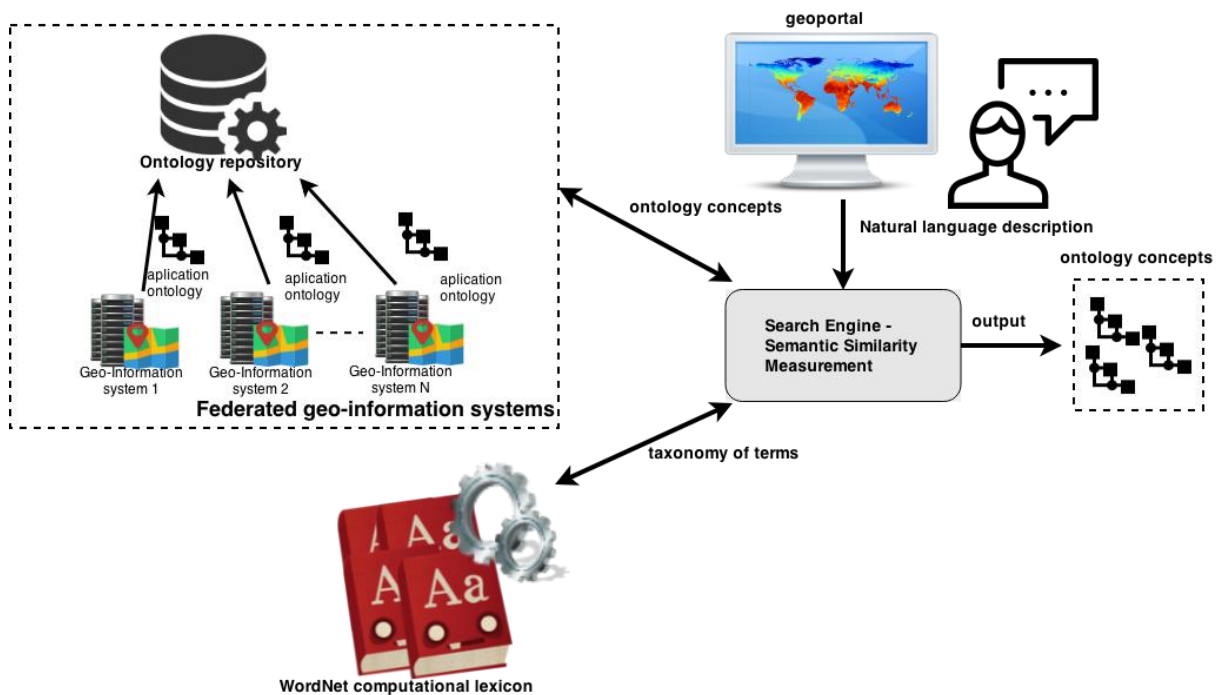 geoportal
Ontology repository
ontology concepts
Natural language description
aplication
ontology
aplication
ontology
aplication
ontology
ontology concepts
Search Engine -
Semantic Similarity
Measurement
output
Geo-Information
system 1
Geo-Information
system 2
Geo-Information
system N
Federated geo-information systems
taxonomy of terms
A
Aa
A
Aa
WordNet computational lexicon